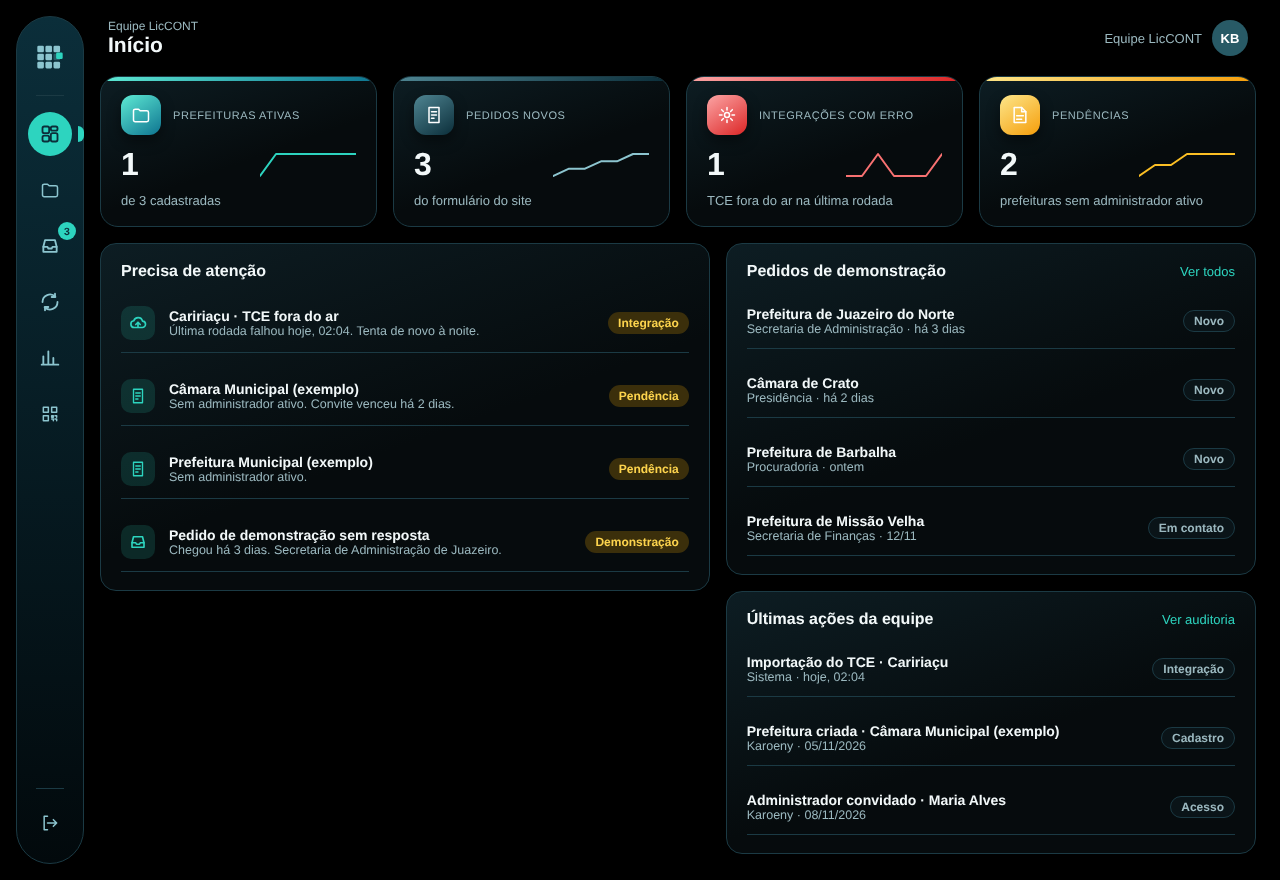 Equipe LicCONT
Início
Equipe LicCONT
KB
PREFEITURAS ATIVAS
1
de 3 cadastradas
PEDIDOS NOVOS
3
do formulário do site
INTEGRAÇÕES COM ERRO
1
TCE fora do ar na última rodada
PENDÊNCIAS
2
prefeituras sem administrador ativo
3
Precisa de atenção
Caririaçu · TCE fora do ar
Última rodada falhou hoje, 02:04. Tenta de novo à noite.
Integração
Câmara Municipal (exemplo)
Sem administrador ativo. Convite venceu há 2 dias.
Pendência
Prefeitura Municipal (exemplo)
Sem administrador ativo.
Pendência
Pedido de demonstração sem resposta
Chegou há 3 dias. Secretaria de Administração de Juazeiro.
Demonstração
Pedidos de demonstração
Ver todos
Prefeitura de Juazeiro do Norte
Secretaria de Administração · há 3 dias
Novo
Câmara de Crato
Presidência · há 2 dias
Novo
Prefeitura de Barbalha
Procuradoria · ontem
Novo
Prefeitura de Missão Velha
Secretaria de Finanças · 12/11
Em contato
Últimas ações da equipe
Ver auditoria
Importação do TCE · Caririaçu
Sistema · hoje, 02:04
Integração
Prefeitura criada · Câmara Municipal (exemplo)
Karoeny · 05/11/2026
Cadastro
Administrador convidado · Maria Alves
Karoeny · 08/11/2026
Acesso